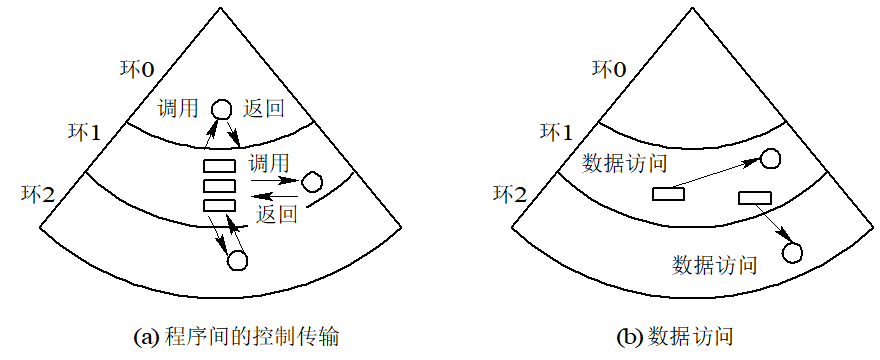 环0
调用 返回
环1
调用
环2
返回
(a) 程序间的控制传输
环0
环1
数据访问
环2
数据访问
(b) 数据访问